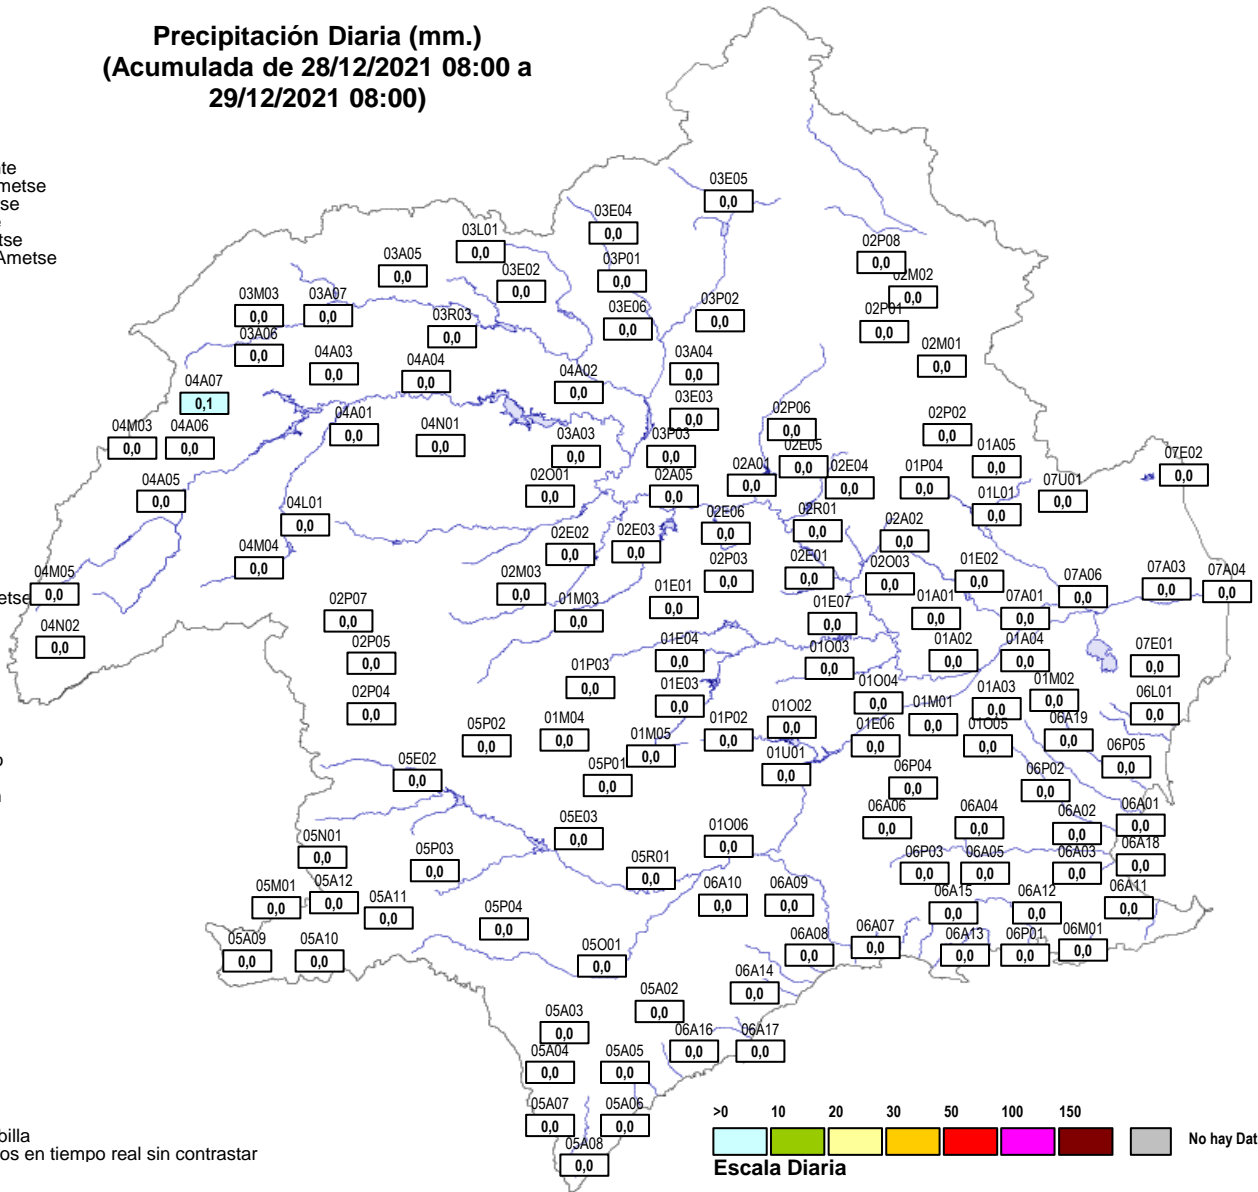 Precipitación Diaria (mm.)
(Acumulada de 28/12/2021 08:00 a
29/12/2021 08:00)
03E05
0,0
03E04
0,0
03L01
0,0
03P01
0,0
03A05
0,0
03E02
0,0
02P08
0,0
02M02
0,0
03M03
0,0
03A07
0,0
03R03
0,0
03E06
0,0
03P02
0,0
02P01
0,0
03A06
0,0
04A03
0,0
04A04
0,0
04A02
0,0
03A04
0,0
02M01
0,0
04A07
0,1
03E03
0,0
04M03
0,0
04A06
0,0
04A01
0,0
04N01
0,0
03A03
0,0
03P03
0,0
02P06
0,0
02P02
0,0
02E05
0,0
01A05
0,0
07E02
0,0
04A05
0,0
02O01
0,0
02A05
0,0
02A01
0,0
02E04
0,0
01P04
0,0
07U01
0,0
01L01
0,0
04L01
0,0
02E06
0,0
02R01
0,0
02A02
0,0
02E02
0,0
02E03
0,0
04M04
0,0
02P03
0,0
02E01
0,0
02O03
0,0
01E02
0,0
04M05
0,0
02M03
0,0
07A06
0,0
07A03
0,0
07A04
0,0
02P07
0,0
01M03
0,0
01E01
0,0
01E07
0,0
01A01
0,0
07A01
0,0
04N02
0,0
02P05
0,0
01E04
0,0
01O03
0,0
01A02
0,0
01A04
0,0
07E01
0,0
01P03
0,0
02P04
0,0
01E03
0,0
01O04
0,0
01A03
0,0
01M02
0,0
06L01
0,0
05P02
0,0
01M04
0,0
01M05
0,0
01P02
0,0
01O02
0,0
01E06
0,0
01M01
0,0
01O05
0,0
06A19
0,0
05E02
0,0
05P01
0,0
01U01
0,0
06P04
0,0
06P02
0,0
06P05
0,0
05E03
0,0
01O06
0,0
06A06
0,0
06A04
0,0
06A02
0,0
06A01
0,0
05N01
0,0
05P03
0,0
05R01
0,0
06P03
0,0
06A05
0,0
06A03
0,0
06A18
0,0
05M01
0,0
05A12
0,0
05A11
0,0
06A10
0,0
06A09
0,0
06A15
0,0
06A12
0,0
06A11
0,0
05P04
0,0
05A09
0,0
05A10
0,0
05O01
0,0
06A08
0,0
06A07
0,0
06A13
0,0
06P01
0,0
06M01
0,0
06A14
0,0
05A02
0,0
05A03
0,0
06A16
0,0
06A17
0,0
05A04
0,0
05A05
0,0
05A07
0,0
05A06
0,0
05A08
0,0
os en tiempo real sin contrastar
>0 10 20 30 50 100 150
No hay Dat
Escala Diaria